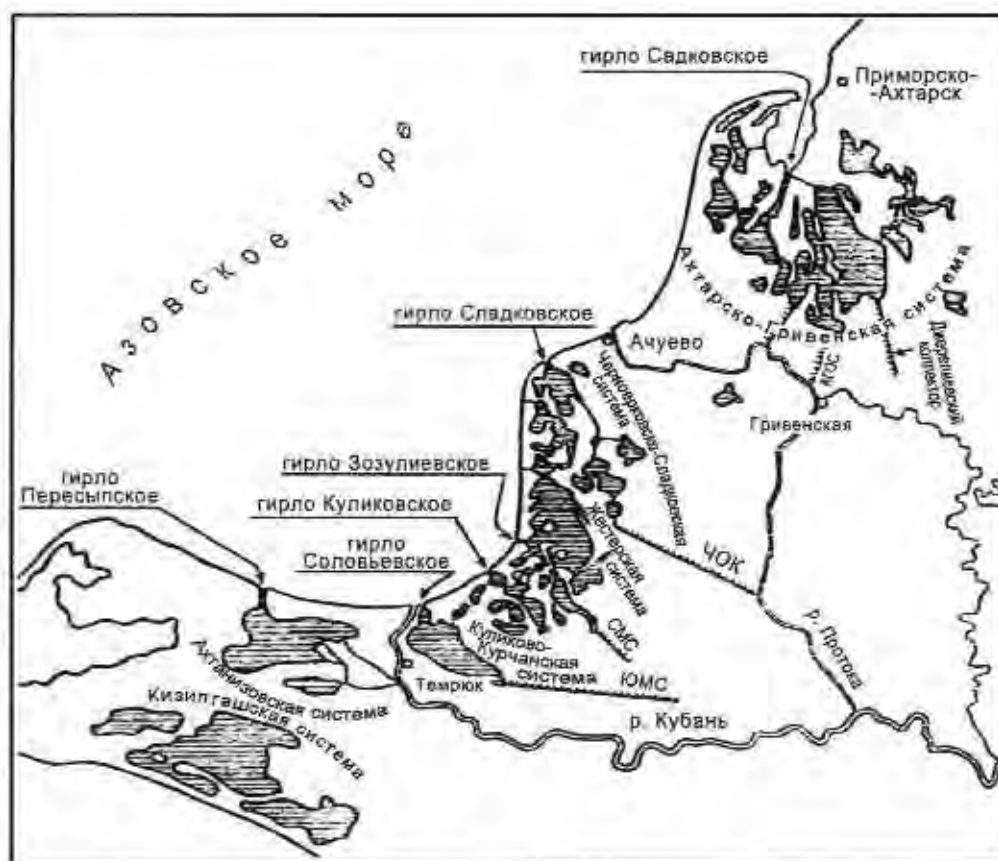 гирло Садковское
Приморско-
-Ахтарск
Азовское море
Ахтарско-Гривенская система
гирло Сладковское
Ачуево
Черноерковско-Сладковская
система
КОС
Джерелиевский
коллектор
Гривенская
гирло Зозулиевское
гирло
Пересыпское
гирло Куликовское
гирло
Соловьевское
Жестерская
система
ЧОК
СМС
р. Протока
Куликово-
Курчанская
система
ЮМС
Темрюк
Ахтанизовская система
Кизилташская
система
р. Кубань